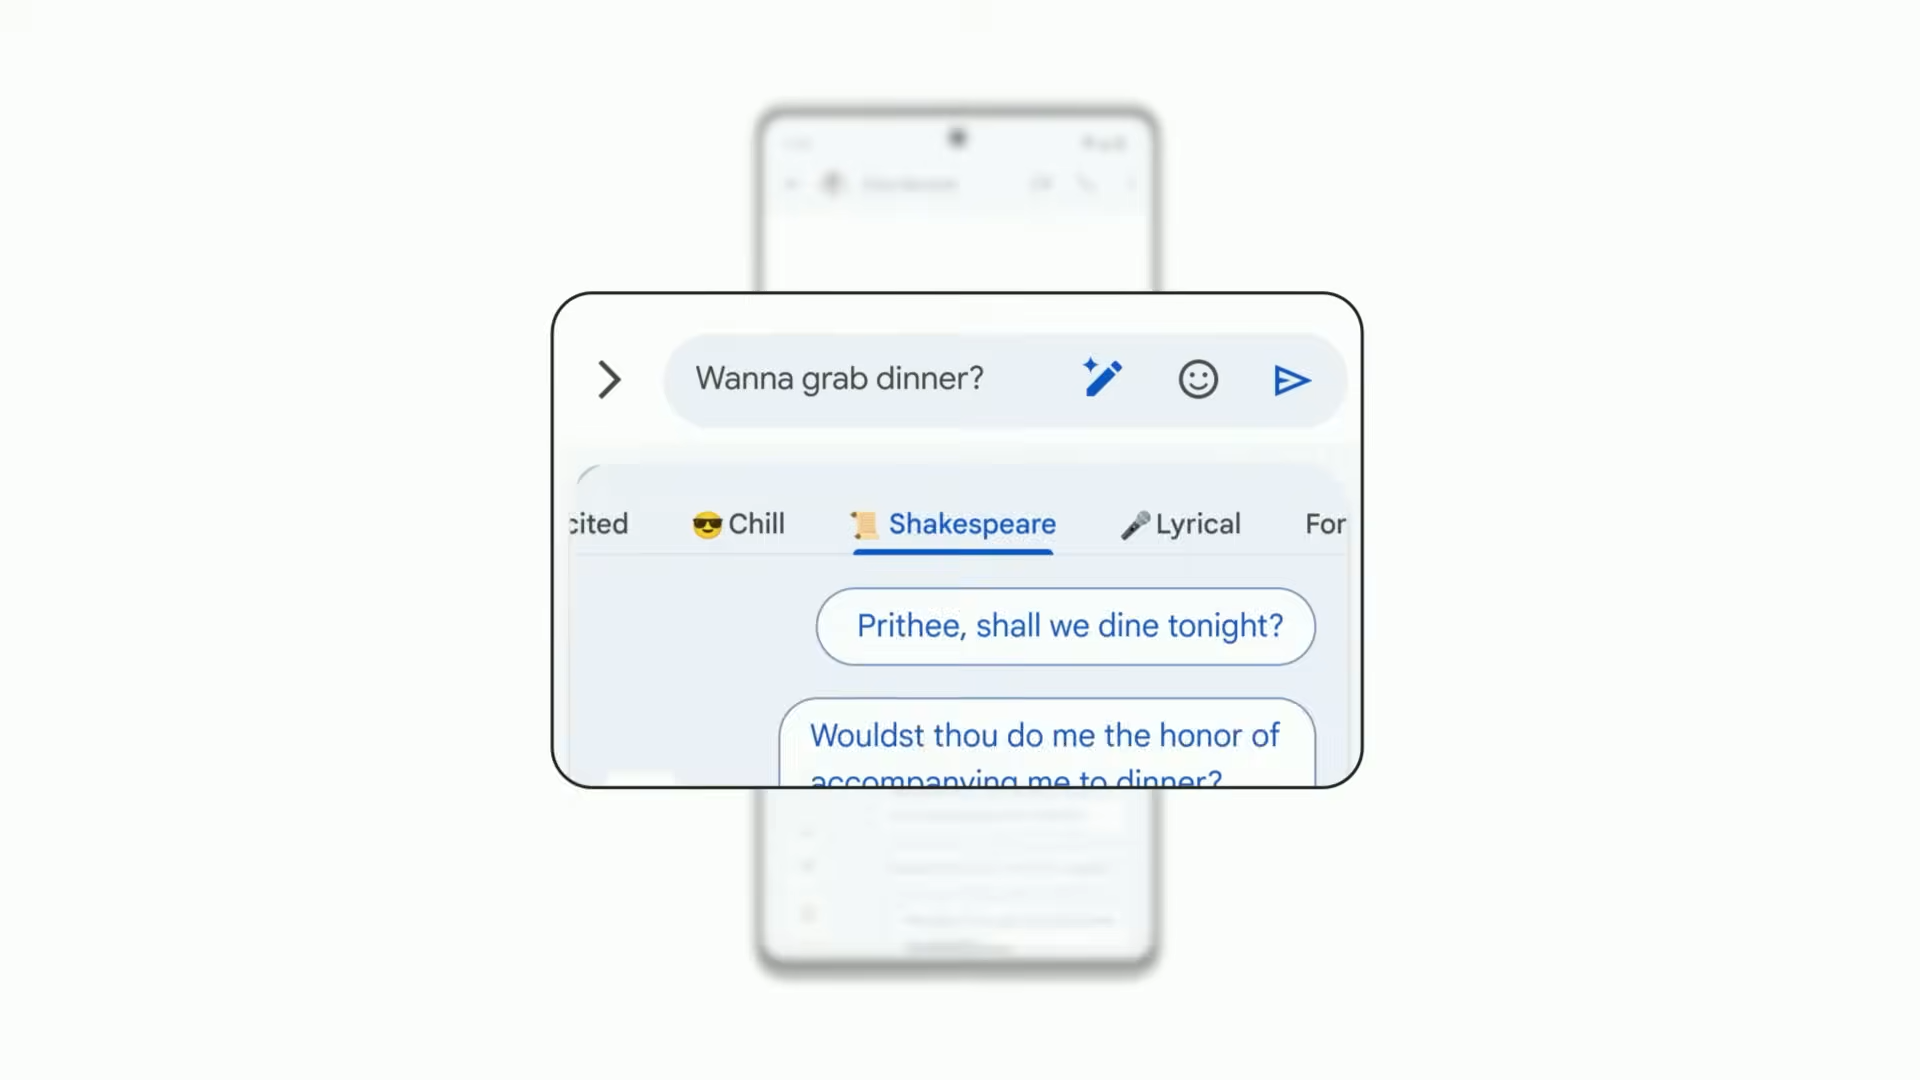 Wanna grab dinner?
cited 😎 Chill 📜 Shakespeare 🎤 Lyrical For
Prithee, shall we dine tonight?
Wouldst thou do me the honor of
accompanying me to dinner?